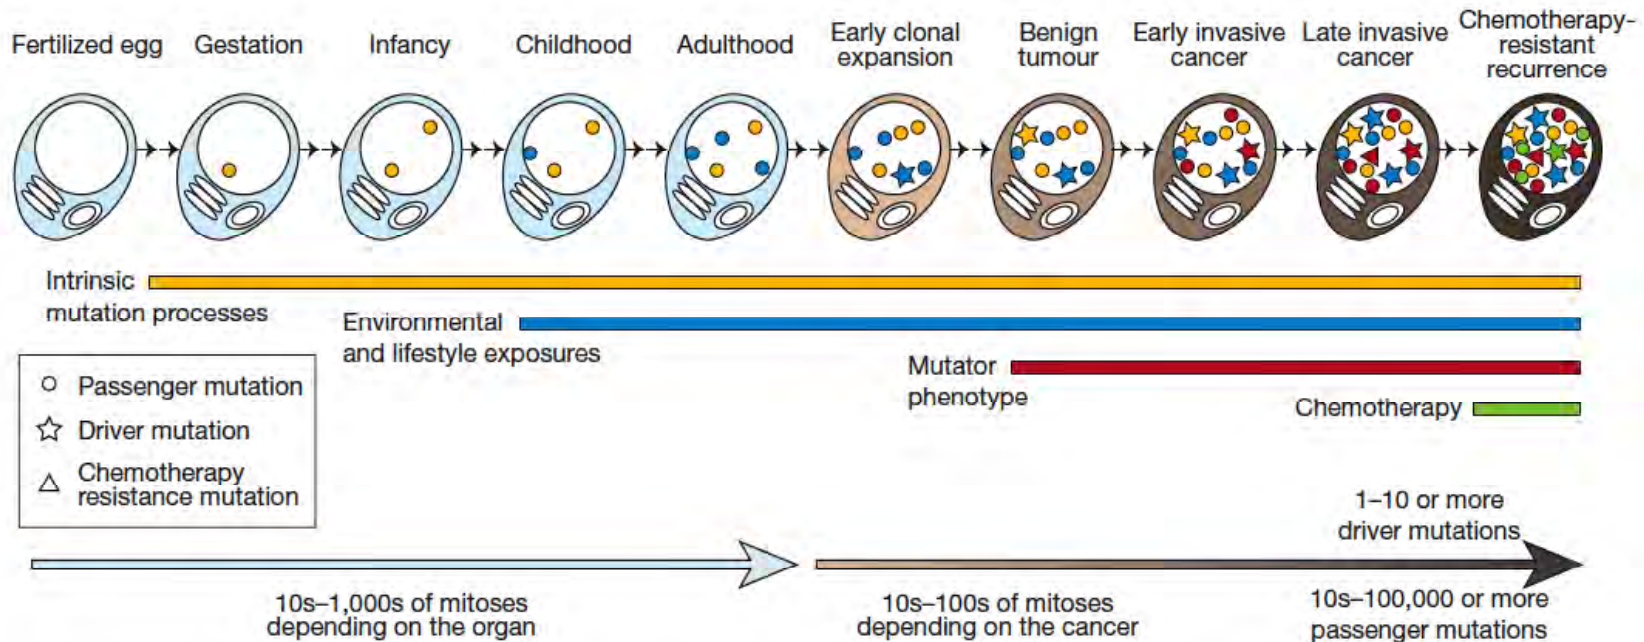 Fertilized egg
Gestation
Infancy
Childhood
Adulthood
Early clonal
expansion
Benign
tumour
Early invasive
cancer
Late invasive
cancer
Chemotherapy-
resistant
recurrence
Intrinsic
mutation processes
Environmental
and lifestyle exposures
Mutator
phenotype
Chemotherapy
Passenger mutation
Driver mutation
Chemotherapy
resistance mutation
1–10 or more
driver mutations
10s–1,000s of mitoses
depending on the organ
10s–100s of mitoses
depending on the cancer
10s–100,000 or more
passenger mutations